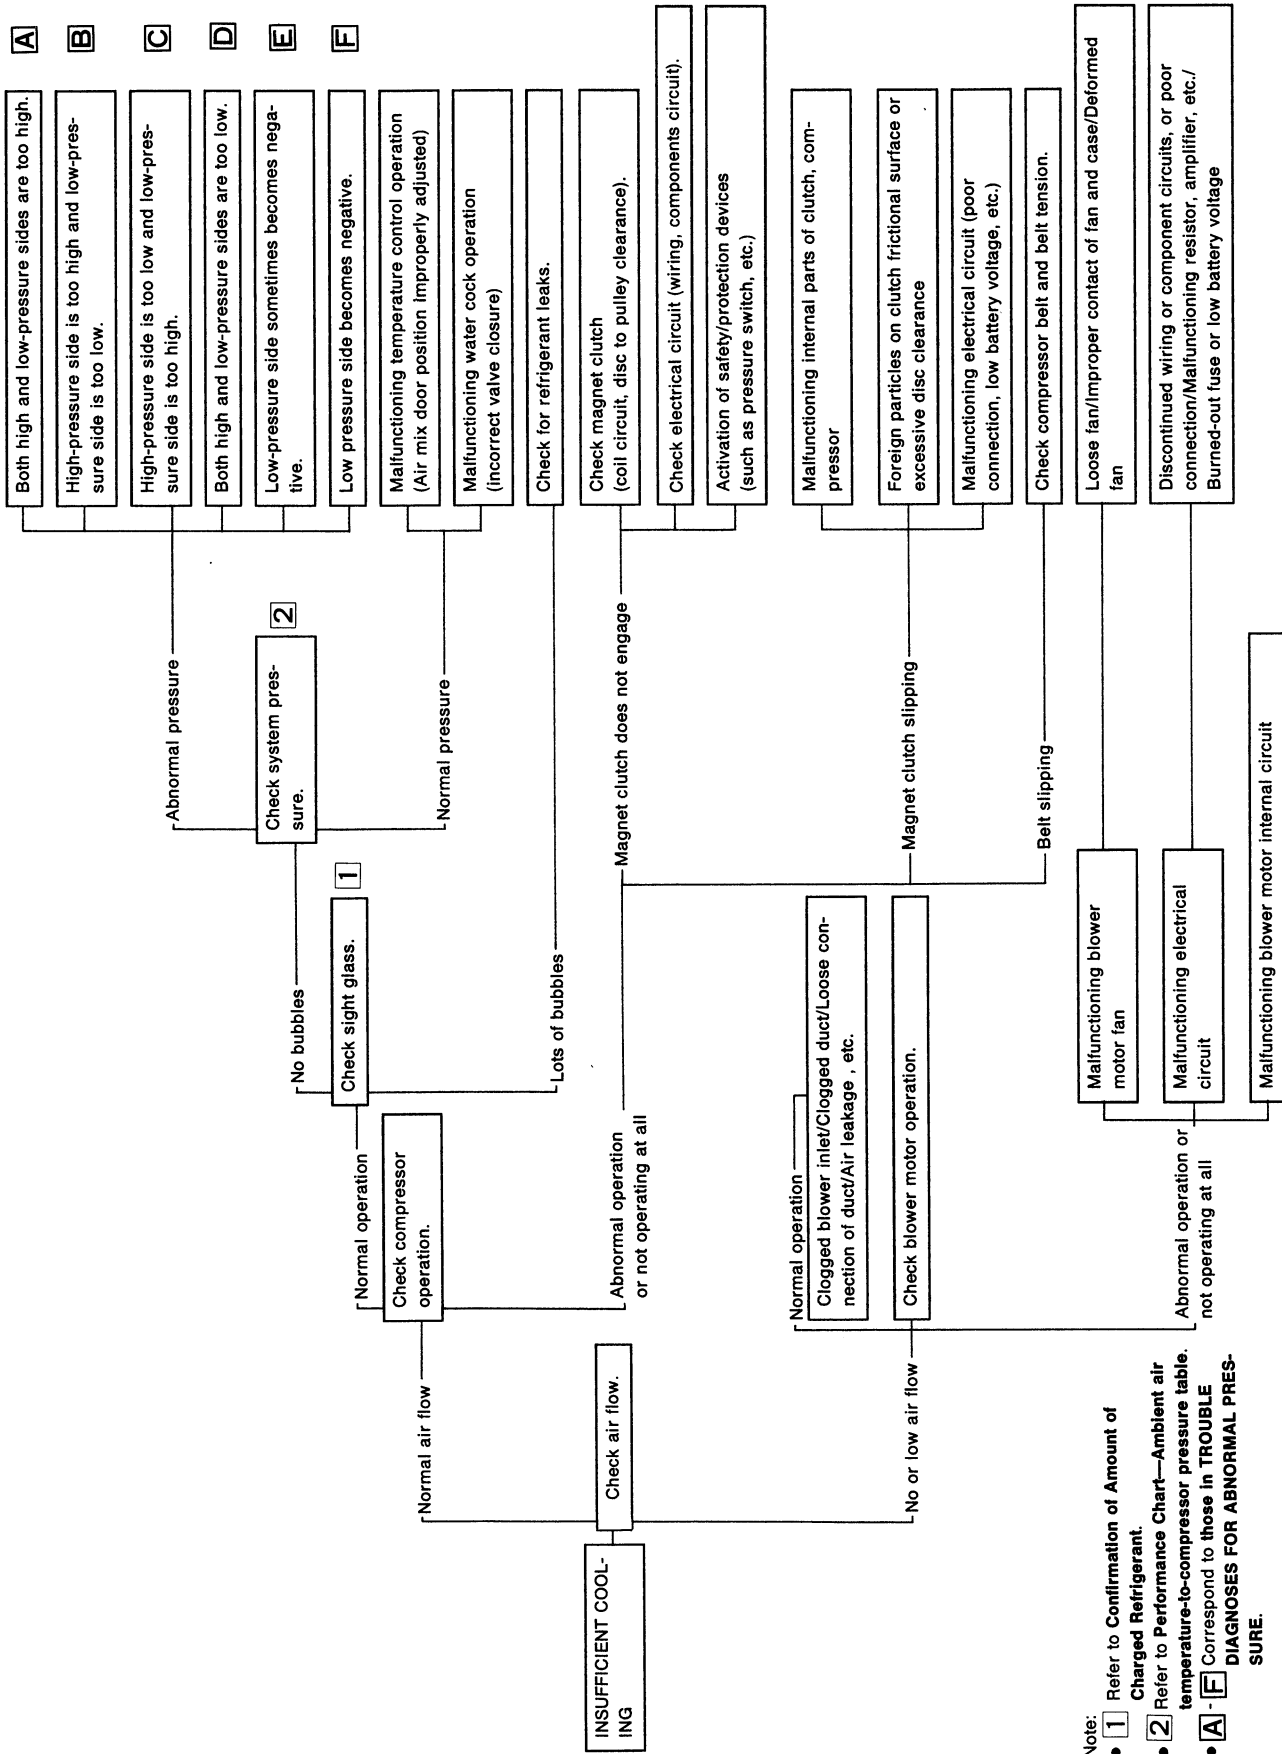 INSUFFICIENT COOL-
ING
Check air flow.
Normal air flow
Check compressor
operation.
Normal operation
Check sight glass.
1
No bubbles
Check system pres-
sure.
2
Abnormal pressure
Both high and low-pressure sides are too high.
A
High-pressure side is too high and low-pres-
sure side is too low.
B
High-pressure side is too low and low-pres-
sure side is too high.
C
Both high and low-pressure sides are too low.
D
Low-pressure side sometimes becomes nega-
tive.
E
Low pressure side becomes negative.
F
Normal pressure
Malfunctioning temperature control operation
(Air mix door position improperly adjusted)
Malfunctioning water cock operation
(incorrect valve closure)
Lots of bubbles
Check for refrigerant leaks.
Abnormal operation
or not operating at all
Magnet clutch does not engage
Check magnet clutch
(coil circuit, disc to pulley clearance).
Check electrical circuit (wiring, components circuit).
Activation of safety/protection devices
(such as pressure switch, etc.)
Magnet clutch slipping
Malfunctioning internal parts of clutch, com-
pressor
Foreign particles on clutch frictional surface or
excessive disc clearance
Malfunctioning electrical circuit (poor
connection, low battery voltage, etc.)
Belt slipping
Check compressor belt and belt tension.
No or low air flow
Check blower motor operation.
Normal operation
Clogged blower inlet/Clogged duct/Loose con-
nection of duct/Air leakage , etc.
Abnormal operation or
not operating at all
Malfunctioning blower
motor fan
Loose fan/Improper contact of fan and case/Deformed
fan
Malfunctioning electrical
circuit
Discontinued wiring or component circuits, or poor
connection/Malfunctioning resistor, amplifier, etc./
Burned-out fuse or low battery voltage
Malfunctioning blower motor internal circuit
Note:
• 1 Refer to Confirmation of Amount of
Charged Refrigerant.
• 2 Refer to Performance Chart—Ambient air
temperature-to-compressor pressure table.
• A - F Correspond to those in TROUBLE
DIAGNOSES FOR ABNORMAL PRES-
SURE.